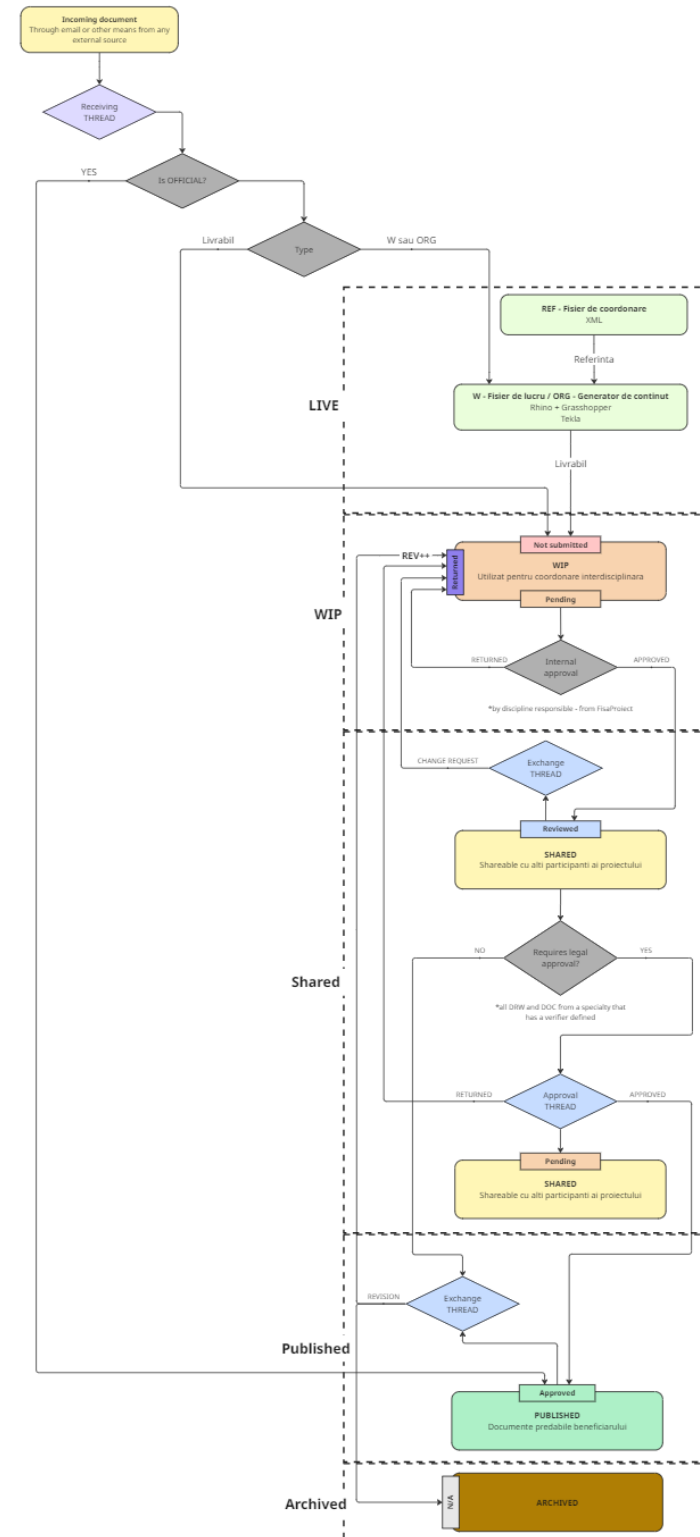 Incoming document
Through email or other means from any
external source
Receiving
THREAD
YES
Is OFFICIAL?
Livrabil
Type
W sau ORG
REF - Fisier de coordonare
XML
Referinta
LIVE
W - Fisier de lucru / ORG - Generator de continut
Rhino + Grasshopper
Tekla
Livrabil
Not submitted
REV++
Returned
WIP
Utilizat pentru coordonare interdisciplinara
Pending
WIP
RETURNED
Internal
approval
APPROVED
*by discipline responsible - from FisaProiect
CHANGE REQUEST
Exchange
THREAD
Reviewed
SHARED
Shareable cu alti participanti ai proiectului
NO
Requires legal
approval?
YES
Shared
*all DRW and DOC from a specialty that
has a verifier defined
RETURNED
Approval
THREAD
APPROVED
Pending
SHARED
Shareable cu alti participanti ai proiectului
REVISION
Exchange
THREAD
Published
Approved
PUBLISHED
Documente predabile beneficiarului
Archived
N/A
ARCHIVED